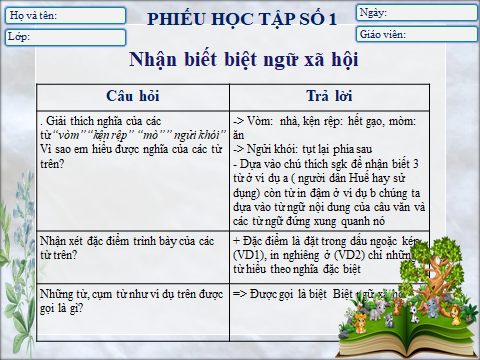 Họ và tên:
Ngày:
PHIẾU HỌC TẬP SỐ 1
Lớp:
Giáo viên:
Nhận biết biệt ngữ xã hội
Câu hỏi
Trả lời
. Giải thích nghĩa của các
từ“vòm”“kện rệp” “mò”” ngửi khói”
Vì sao em hiểu được nghĩa của các từ
trên?
-> Vòm: nhà, kện rệp: hết gạo, mòm:
ăn
-> Ngửi khói: tụt lại phía sau
- Dựa vào chú thích sgk để nhận biết 3
từ ở ví dụ a ( người dân Huế hay sử
dụng) còn từ in đậm ở ví dụ b chúng ta
dựa vào từ ngữ nội dung của câu văn và
các từ ngữ đứng xung quanh nó
Nhận xét đặc điểm trình bày của các
từ trên?
+ Đặc điểm là đặt trong dấu ngoặc kép
(VD1), in nghiêng ở (VD2) chỉ những
từ hiểu theo nghĩa đặc biệt
Những từ, cụm từ như ví dụ trên được
gọi là gì?
=> Được gọi là biệt Biệt ngữ xã